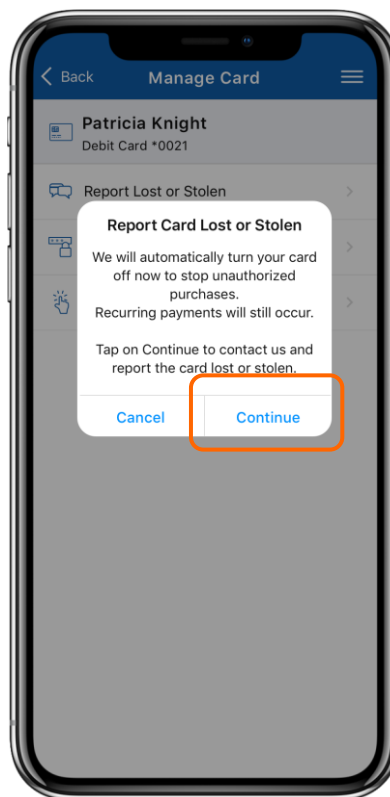 Back
Manage Card
Patricia Knight
Debit Card *0021
Report Lost or Stolen
Report Card Lost or Stolen
We will automatically turn your card
off now to stop unauthorized
purchases.
Recurring payments will still occur.
Tap on Continue to contact us and
report the card lost or stolen.
Cancel
Continue